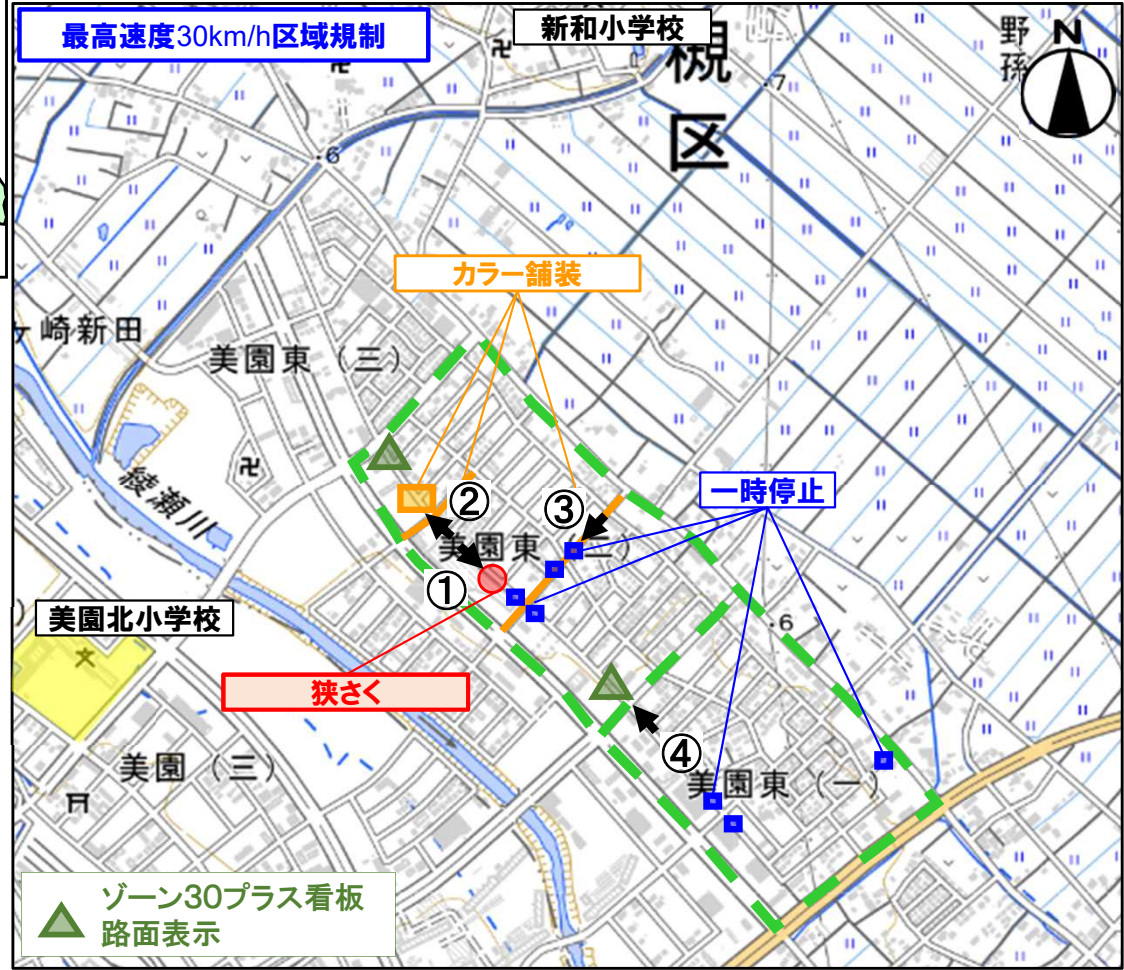 最高速度30km/h区域規制
新和小学校
槻
区
野
孫
N
・7
・6
カラー舗装
ヶ崎新田
美園東(三)
綾瀬川
②
③
一時停止
美園東(二)
①
美園北小学校
・6
狭さく
④
美園(三)
美園東(一)
ゾーン30プラス看板
路面表示